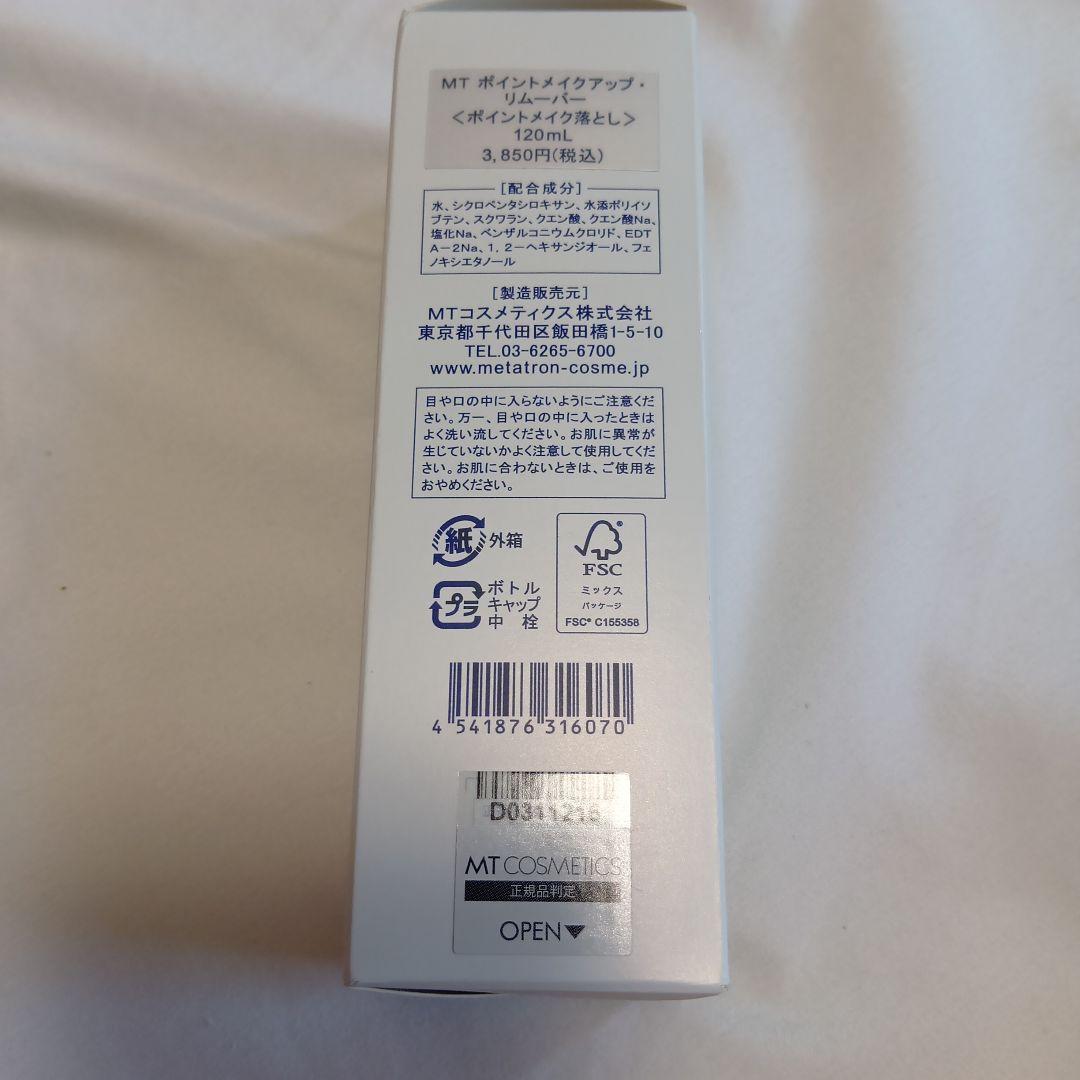 MT ポイントメイクアップ・
リムーバー
＜ポイントメイク落とし＞
120mL
3,850円(税込)
[配合成分]
水、シクロペンタシロキサン、水添ポリイソ
ブテン、スクワラン、クエン酸、クエン酸Na、
塩化Na、ベンザルコニウムクロリド、EDT
A－2Na、1，2－ヘキサンジオール、フェ
ノキシエタノール
[製造販売元]
MTコスメティクス株式会社
東京都千代田区飯田橋1-5-10
TEL.03-6265-6700
www.metatron-cosme.jp
目や口の中に入らないようにご注意くだ
さい。万一、目や口の中に入ったときは
よく洗い流してください。お肌に異常が
生じていないかよく注意して使用してくだ
さい。お肌に合わないときは、ご使用を
おやめください。
紙 外箱
プラ ボトル
キャップ
中 栓
FSC
ミックス
パッケージ
FSC® C155358
4 541876 316070
D0311216
MT COSMETICS
正規品判定
OPEN▼